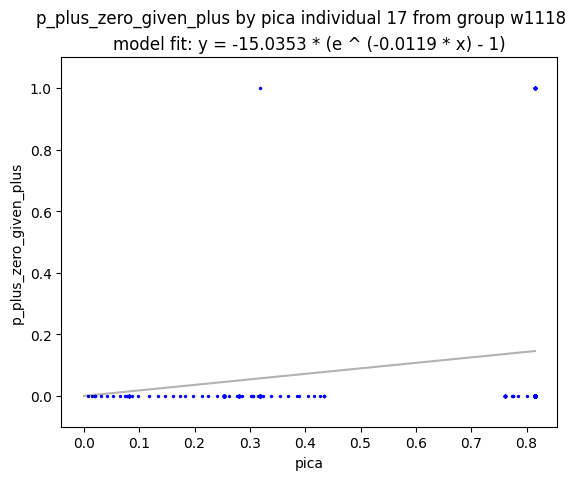 p_plus_zero_given_plus by pica individual 17 from group w1118
model fit: y = -15.0353 * (e ^ (-0.0119 * x) - 1)
p_plus_zero_given_plus
1.0
0.8
0.6
0.4
0.2
0.0
0.0 0.1 0.2 0.3 0.4 0.5 0.6 0.7 0.8
pica